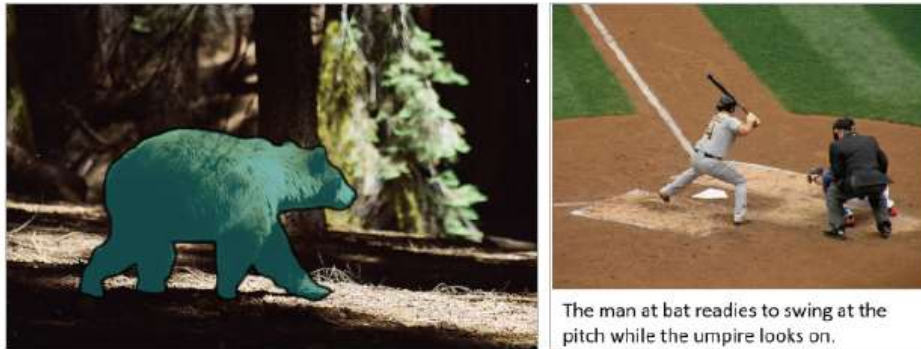 The man at bat readies to swing at the
pitch while the umpire looks on.